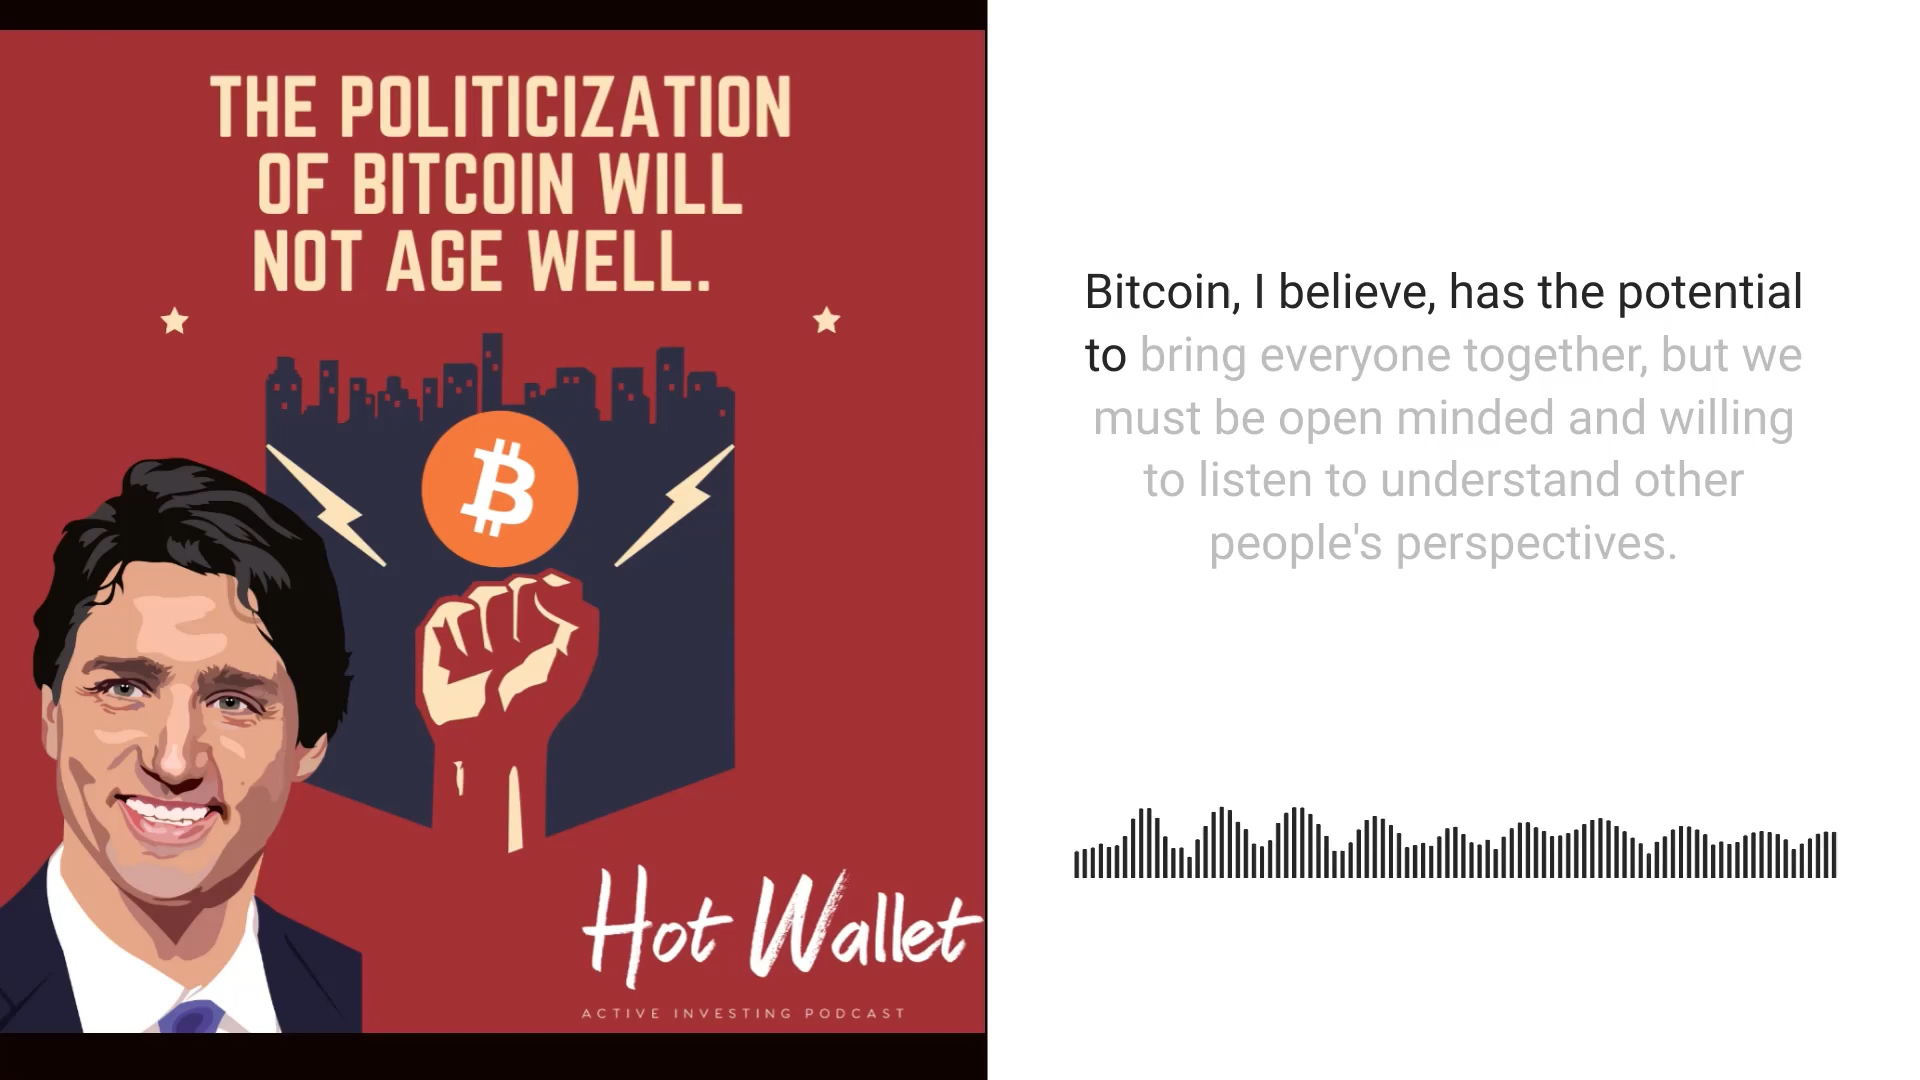 THE POLITICIZATION
OF BITCOIN WILL
NOT AGE WELL.
Hot Wallet
ACTIVE INVESTING PODCAST
Bitcoin, I believe, has the potential
to bring everyone together, but we
must be open minded and willing
to listen to understand other
people's perspectives.